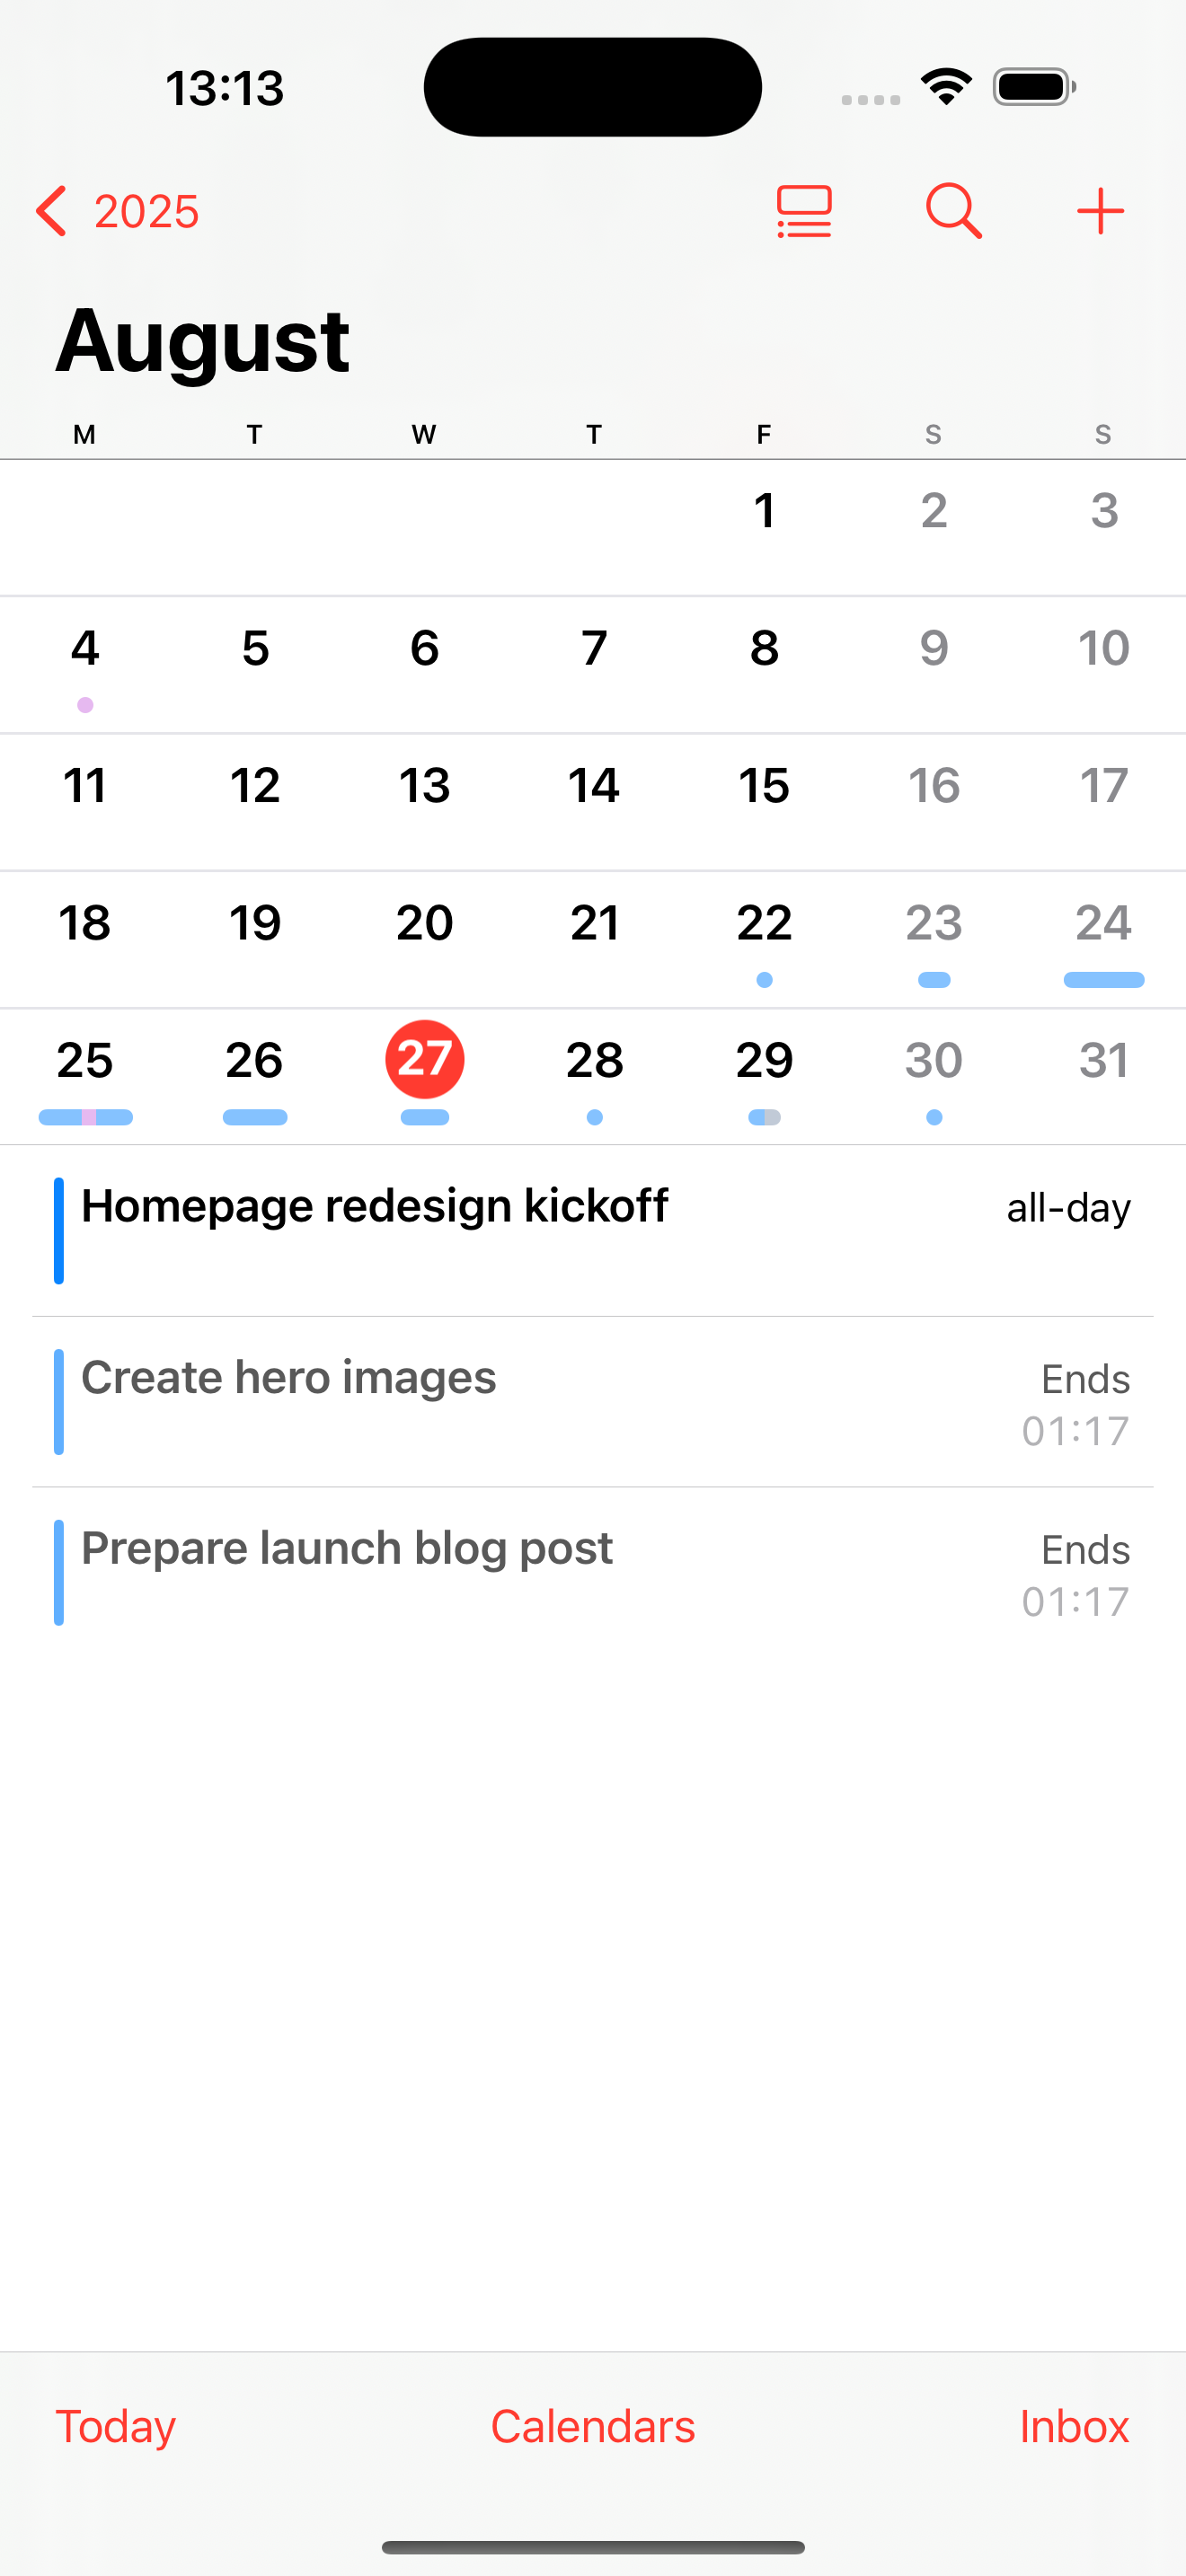 13:13
2025
August
M T W T F S S
1 2 3
4 5 6 7 8 9 10
11 12 13 14 15 16 17
18 19 20 21 22 23 24
25 26 27 28 29 30 31
Homepage redesign kickoff all-day
Create hero images Ends
01:17
Prepare launch blog post Ends
01:17
Today Calendars Inbox